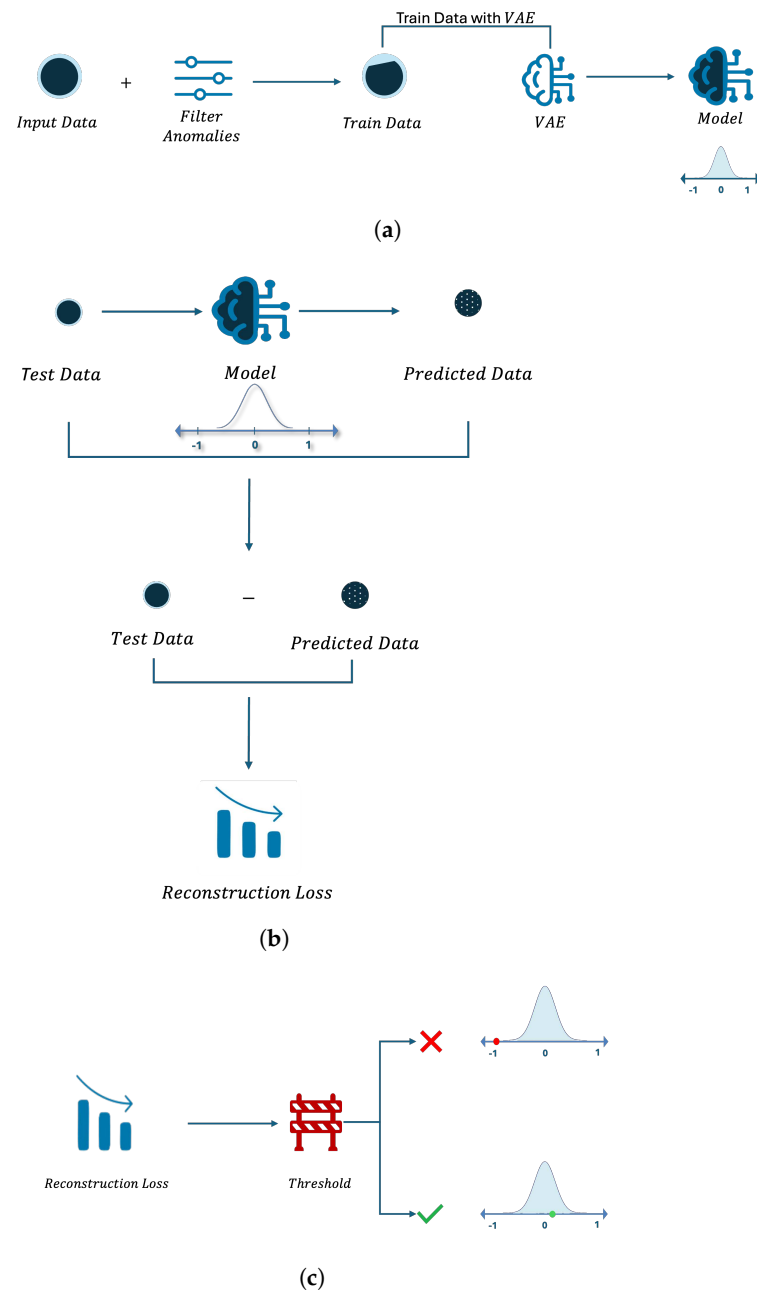 Train Data with VAE
+
Input Data
Filter
Anomalies
Train Data
VAE
Model
-1 0 1
(a)
Test Data
Model
Predicted Data
-1 0 1
–
Test Data
Predicted Data
Reconstruction Loss
(b)
-1 0 1
Reconstruction Loss
Threshold
-1 0 1
(c)